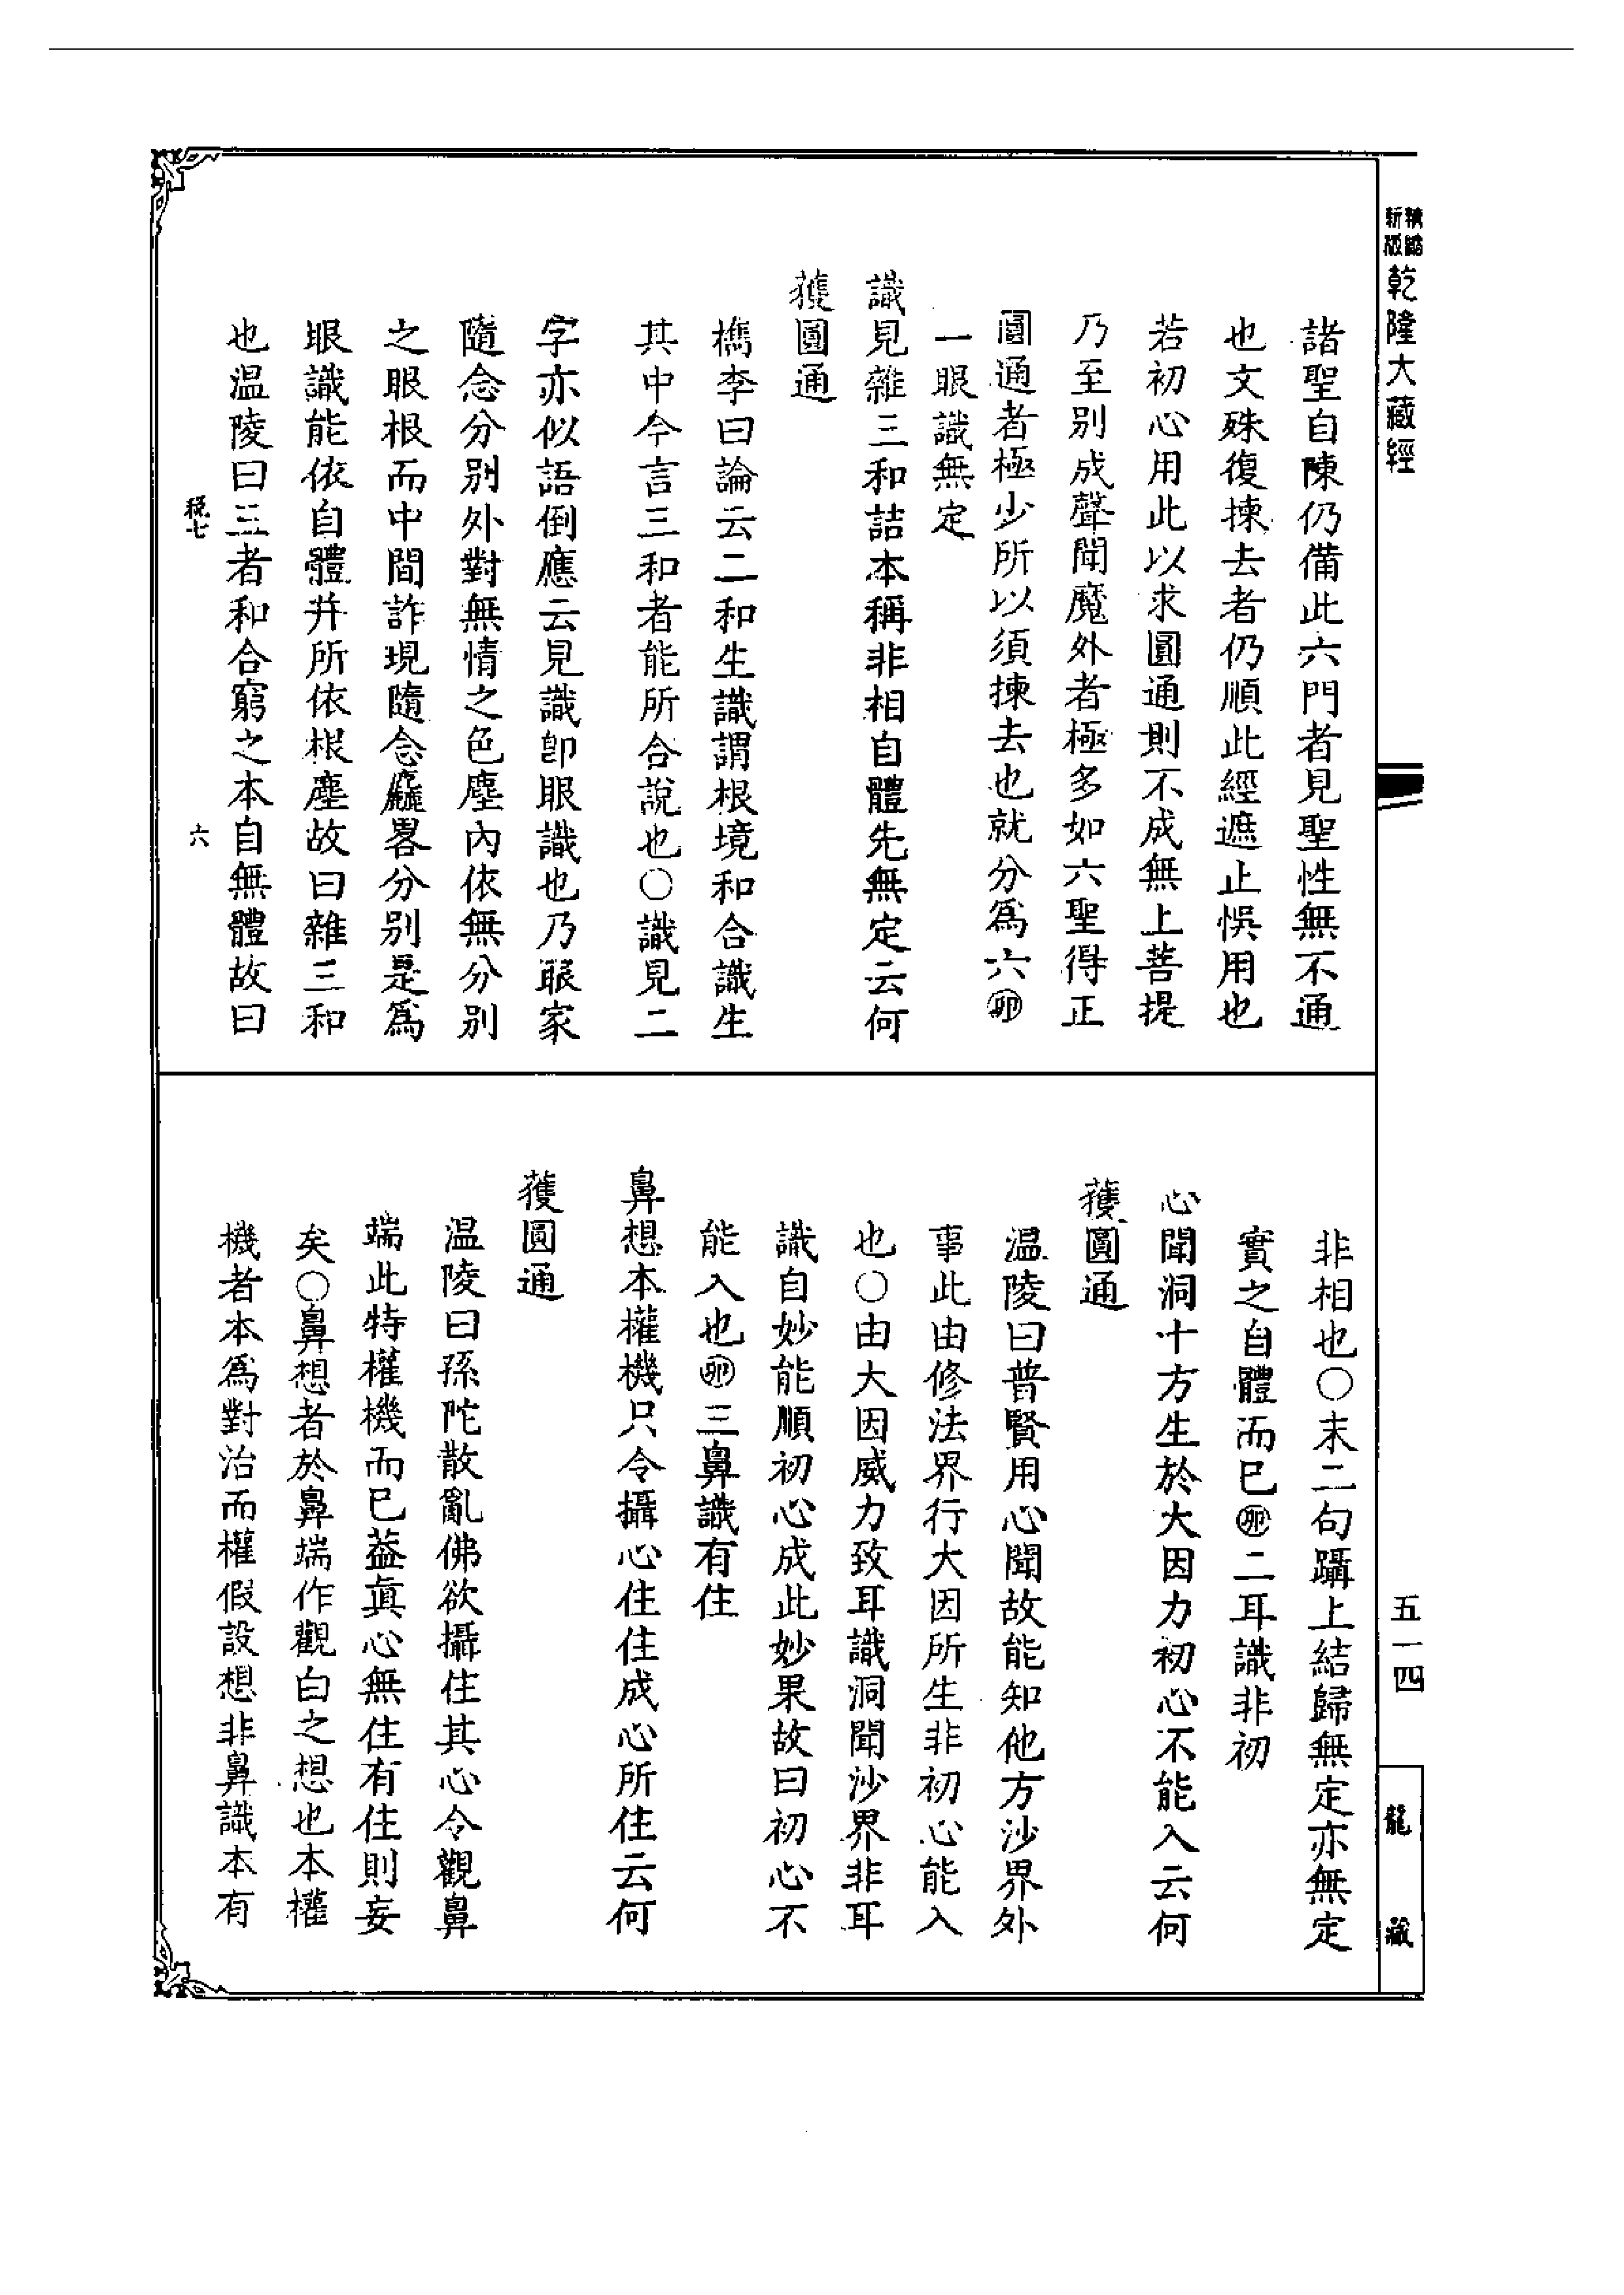 精縮新版
乾隆大藏經
諸聖自陳仍備此六門者見聖性無不通
也文殊復揀去者仍順此經遮止悞用也
若初心用此以求圓通則不成無上菩提
乃至別成聲聞魔外者極多如六聖得正
圓通者極少所以須揀去也就分為六㊞
一眼識無定
識見雜三和詰本稱非相自體先無定云何
獲圓通
檇李曰論云二和生識謂根境和合識生
其中今言三和者能所合說也○識見二
字亦似語倒應云見識卽眼識也乃眼家
隨念分別外對無情之色塵內依無分別
之眼根而中間詐現隨念麤畧分別是爲
眼識能依自體幷所依根塵故曰雜三和
也温陵曰三者和合窮之本自無體故曰
税七
六
非相也○末二句躡上結歸無定亦無定
實之自體而已卯二耳識非初
心聞洞十方生於大因力初心不能入云何
獲圓通
温陵曰普賢用心聞故能知他方沙界外
事此由修法界行大因所生非初心能入
也○由大因威力致耳識洞聞沙界非耳
識自妙能順初心成此妙果故曰初心不
能入也卯三鼻識有住
鼻想本權機只令攝心住住成心所住云何
獲圓通
温陵曰孫陀散亂佛欲攝住其心令觀鼻
端此特權機而已葢眞心無住有住則妄
矣○鼻想者於鼻端作觀白之想也本權
機者本爲對治而權假設想非鼻識本有
五一四
龍藏